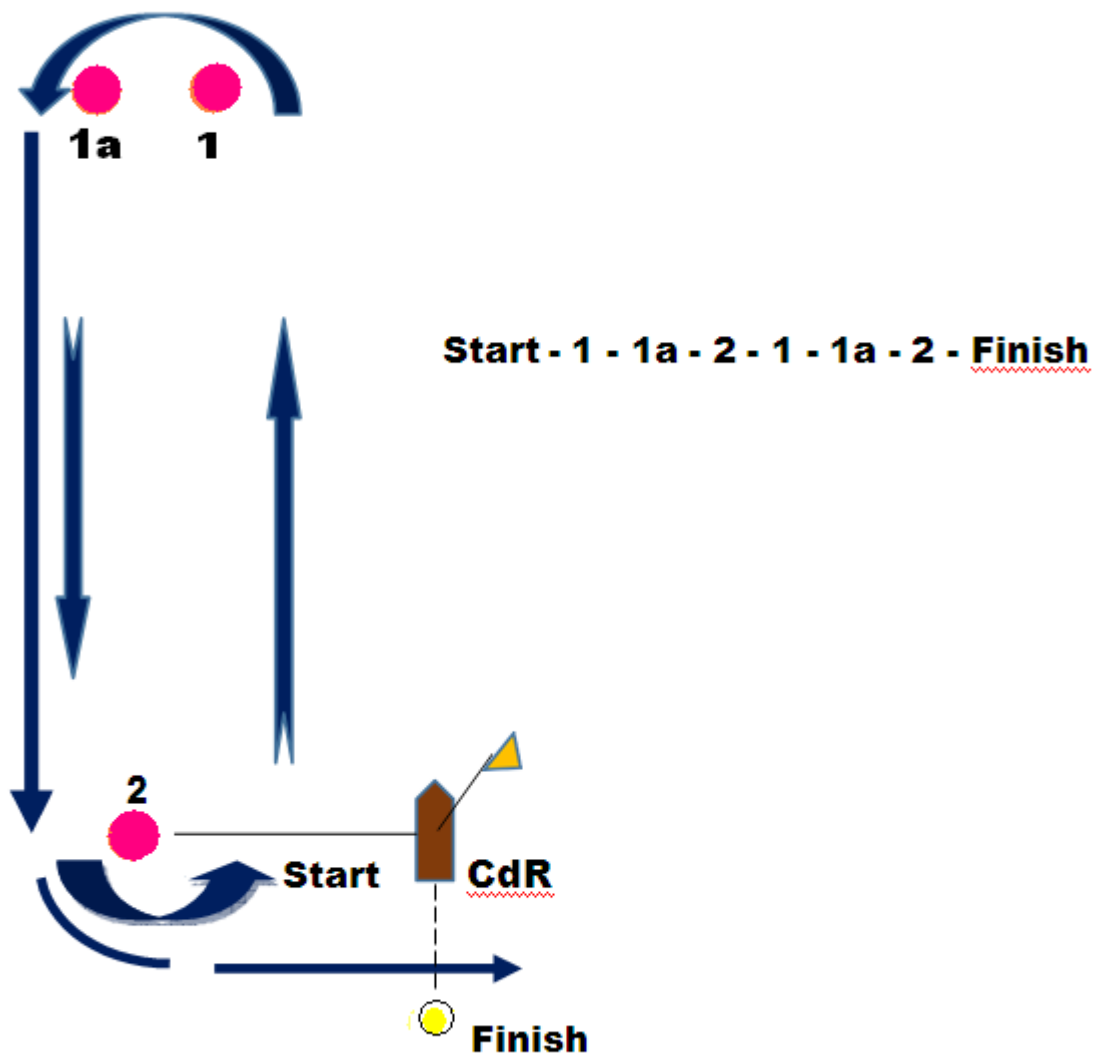 1a 1
Start - 1 - 1a - 2 - 1 - 1a - 2 - Finish
2
Start CdR
Finish